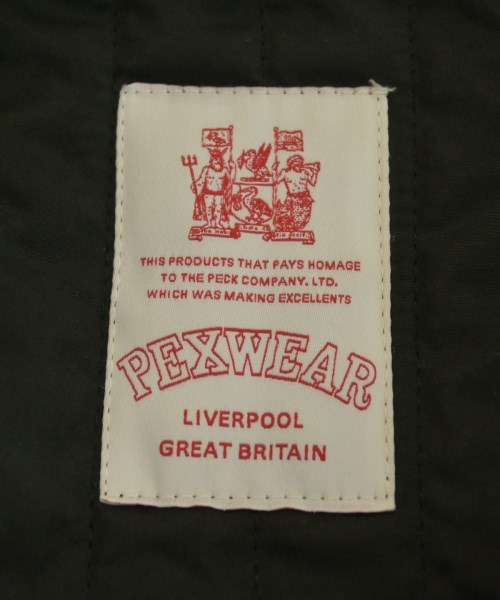 THIS PRODUCTS THAT PAYS HOMAGE
TO THE PECK COMPANY. LTD.
WHICH WAS MAKING EXCELLENTS
PEXWEAR
LIVERPOOL
GREAT BRITAIN